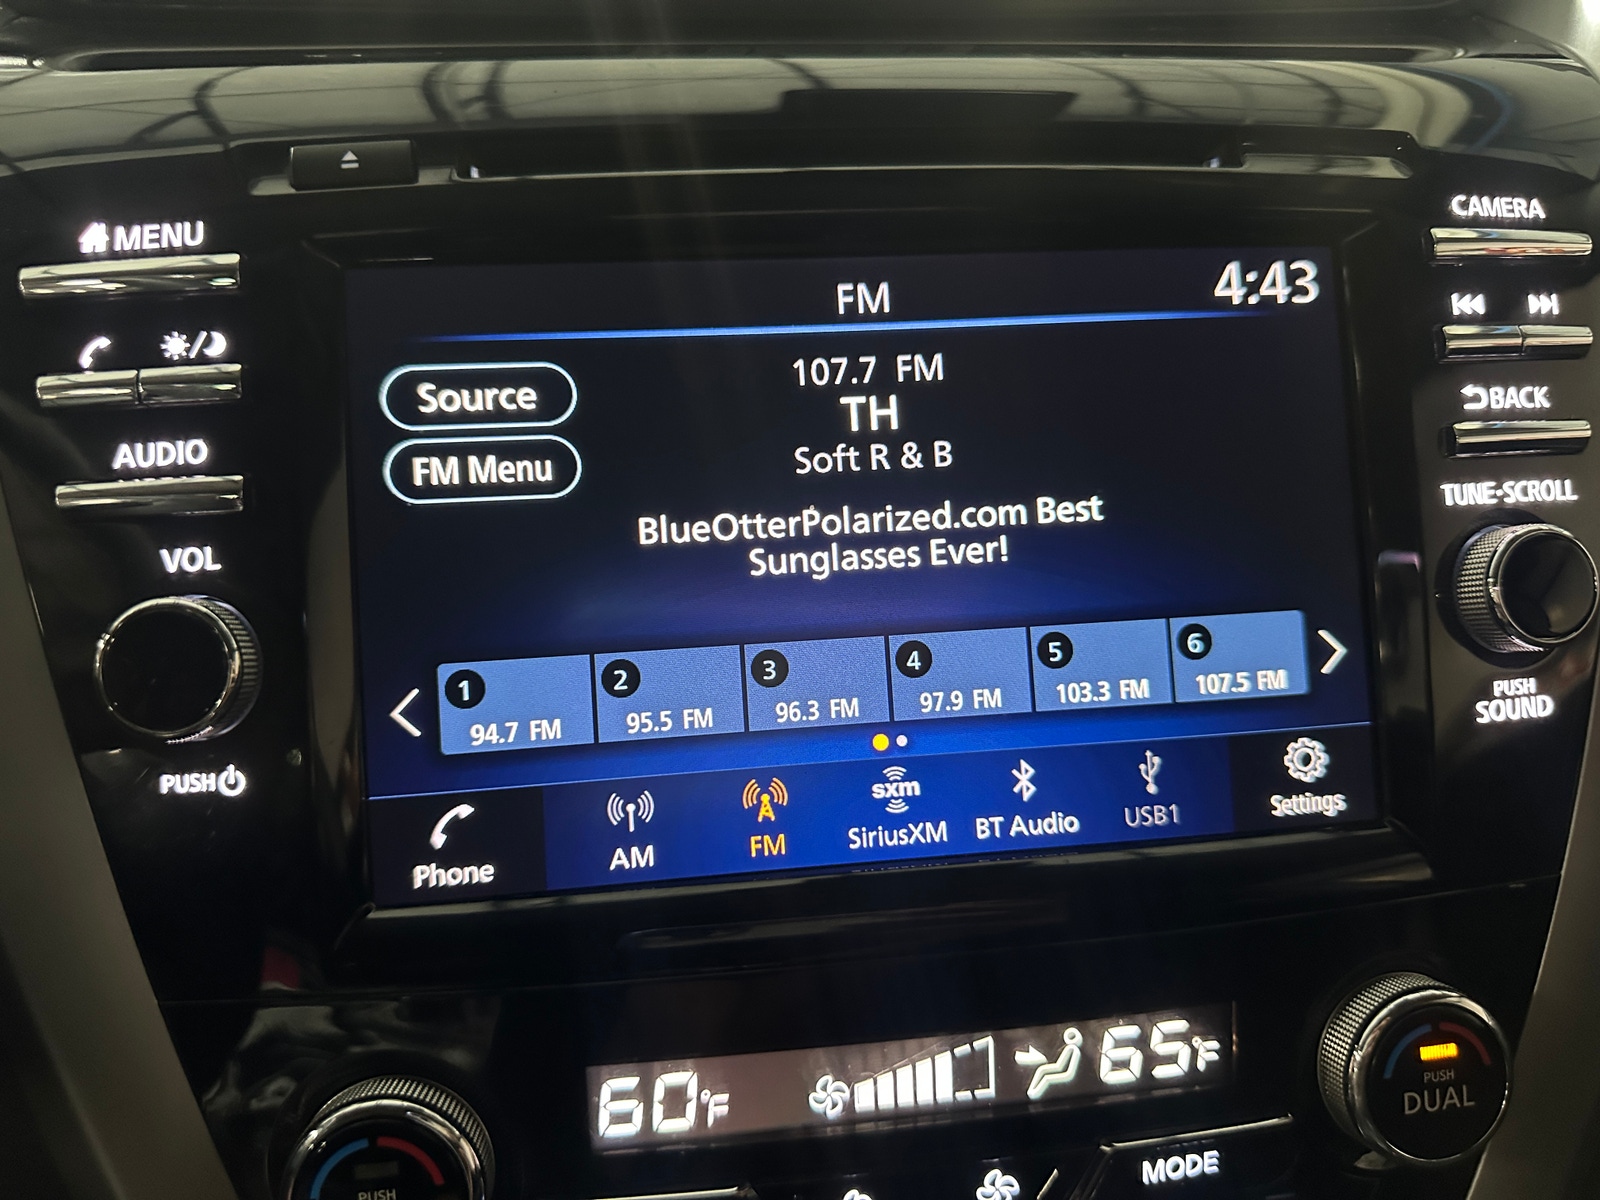 MENU
CAMERA
FM
4:43
107.7 FM
TH
Soft R & B
Source
FM Menu
BlueOtterPolarized.com Best
Sunglasses Ever!
AUDIO
VOL
PUSH
BACK
TUNE•SCROLL
PUSH
SOUND
1
94.7 FM
2
95.5 FM
3
96.3 FM
4
97.9 FM
5
103.3 FM
6
107.5 FM
Phone
AM
FM
sxm
SiriusXM
BT Audio
USB1
Settings
60°F
65°F
PUSH
DUAL
PUSH
MODE